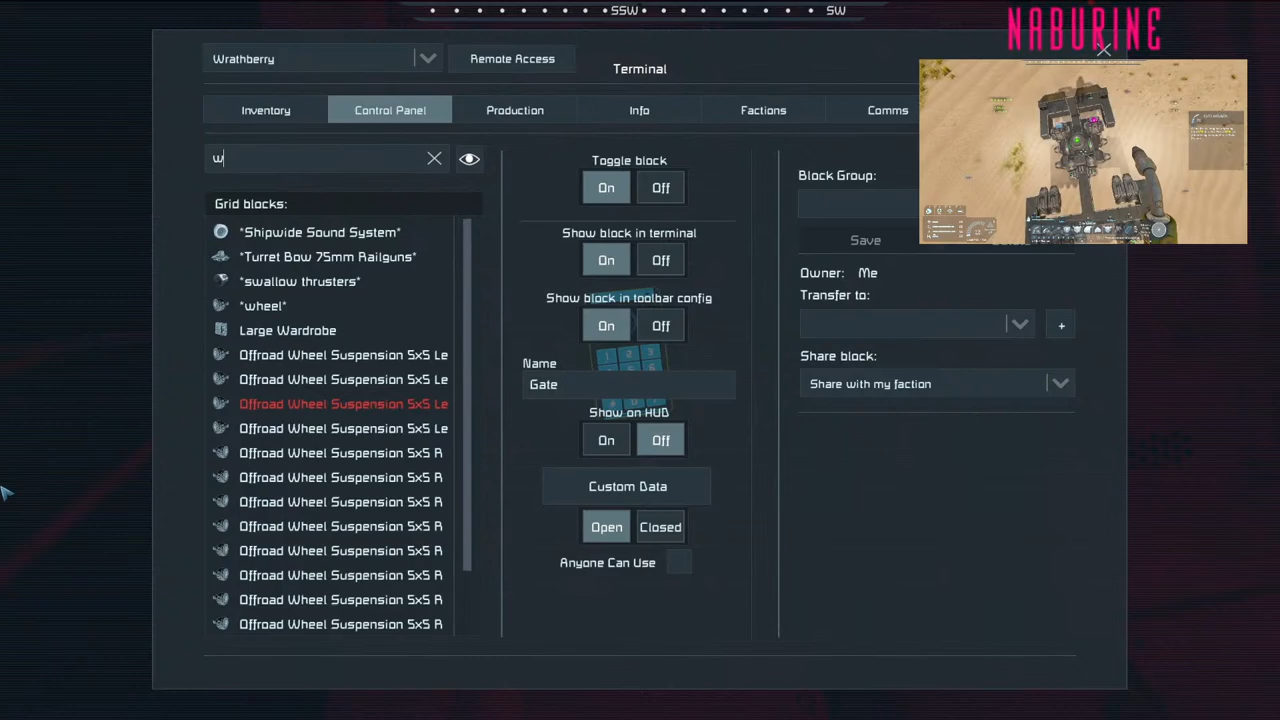 SSW
SW
NABURINE
Wrathberry
Remote Access
Terminal
Inventory
Control Panel
Production
Info
Factions
Comms
w
Grid blocks:
*Shipwide Sound System*
*Turret Bow 75mm Railguns*
*swallow thrusters*
*wheel*
Large Wardrobe
Offroad Wheel Suspension 5x5 Le
Offroad Wheel Suspension 5x5 Le
Offroad Wheel Suspension 5x5 Le
Offroad Wheel Suspension 5x5 Le
Offroad Wheel Suspension 5x5 R
Offroad Wheel Suspension 5x5 R
Offroad Wheel Suspension 5x5 R
Offroad Wheel Suspension 5x5 R
Offroad Wheel Suspension 5x5 R
Offroad Wheel Suspension 5x5 R
Offroad Wheel Suspension 5x5 R
Offroad Wheel Suspension 5x5 R
Toggle block
On Off
Show block in terminal
On Off
Show block in toolbar config
On Off
1 2 3
Name
Gate
Show on HUD
On Off
Custom Data
Open Closed
Anyone Can Use
Block Group:
Save
Owner: Me
Transfer to:
+
Share block:
Share with my faction